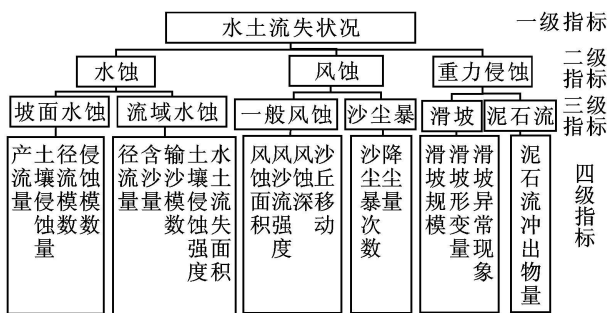 水土流失状况
一级指标
水蚀
风蚀
重力侵蚀
二级指标
坡面水蚀
流域水蚀
一般风蚀
沙尘暴
滑坡
泥石流
三级指标
产流量
土壤侵蚀量
径流模数
侵蚀模数
径流量
含沙量
输沙模数
土壤侵蚀强度
水土流失面积
风蚀面积
风沙流强度
风蚀深
沙丘移动
沙尘暴次数
降尘量
滑坡规模
滑坡形变量
滑坡异常现象
泥石流冲出物量
四级指标